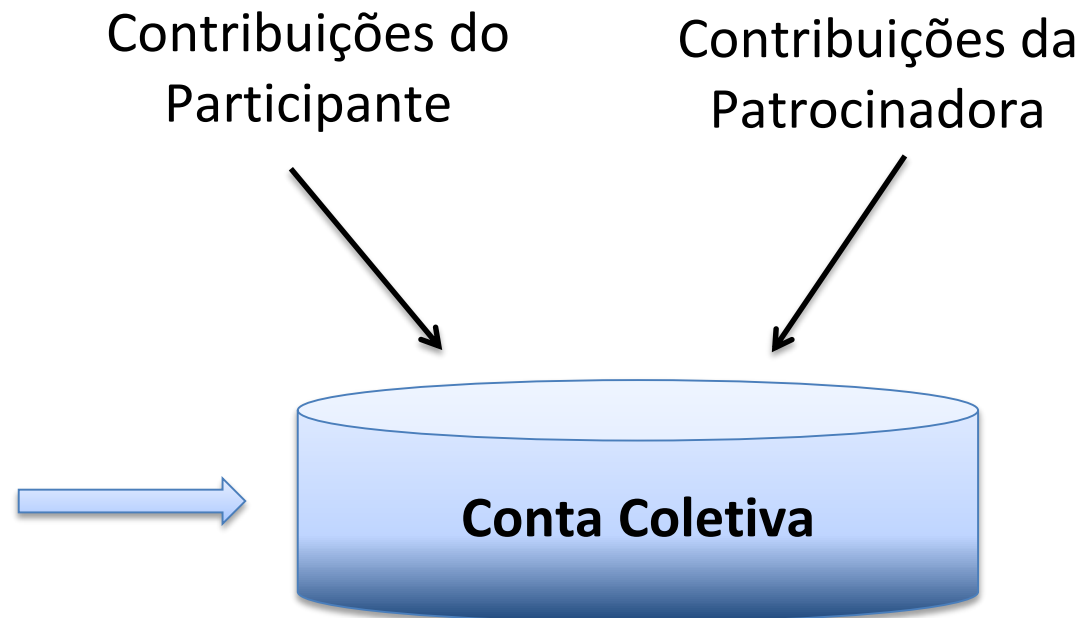 Contribuições do
Participante
Contribuições da
Patrocinadora
Conta Coletiva